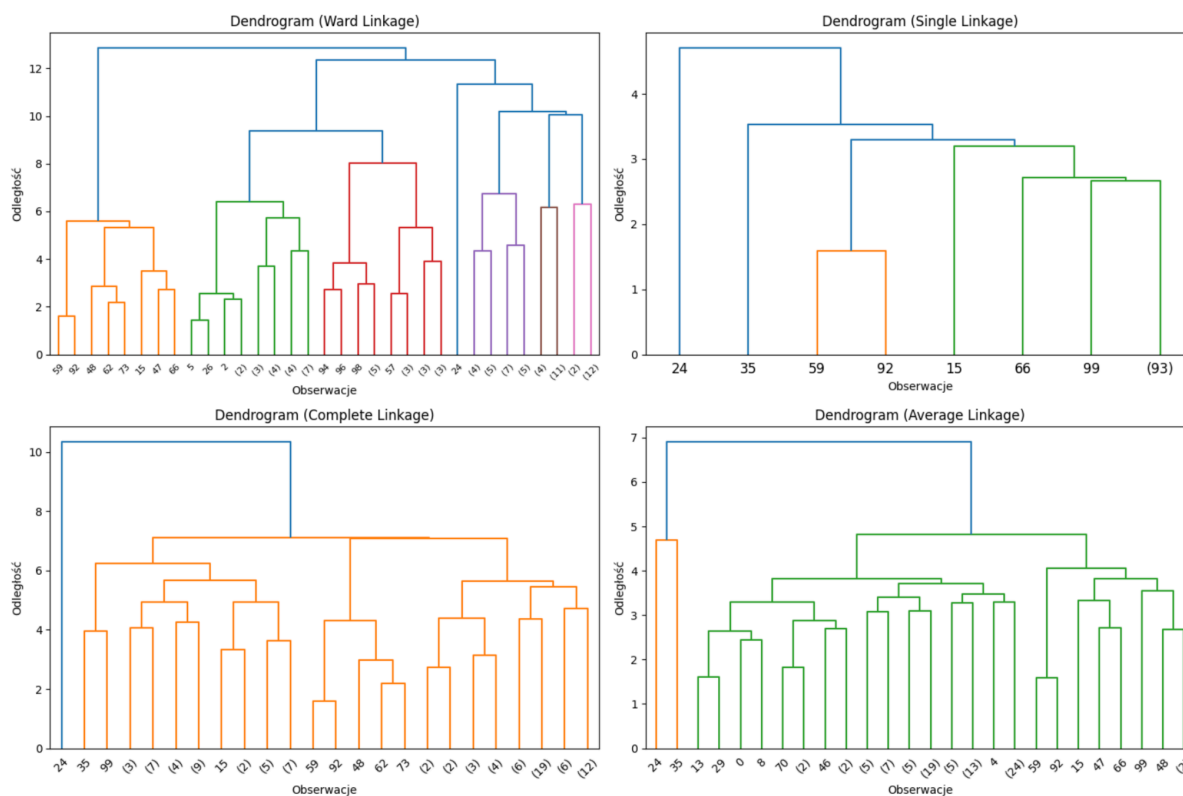 Dendrogram (Ward Linkage)
12
10
8
6
4
2
0
Odległość
59 92 48 62 73 15 47 66 5 26 2 (2) (3) (4) (4) (7) 94 96 98 (5) 57 (3) (3) (3) 24 (4) (5) (7) (5) (4) (11) (2) (12)
Obserwacje
Dendrogram (Single Linkage)
4
3
2
1
0
Odległość
24 35 59 92 15 66 99 (93)
Obserwacje
Dendrogram (Complete Linkage)
10
8
6
4
2
0
Odległość
24 35 99 (3) (7) (4) (9) 15 (2) (5) (7) 59 92 48 62 73 (2) (2) (3) (4) (6) (19) (6) (12)
Obserwacje
Dendrogram (Average Linkage)
7
6
5
4
3
2
1
0
Odległość
24 35 13 29 0 8 70 (2) 46 (2) (5) (7) (5) (19) (5) (13) 4 (24) 59 92 15 47 66 99 48
Obserwacje